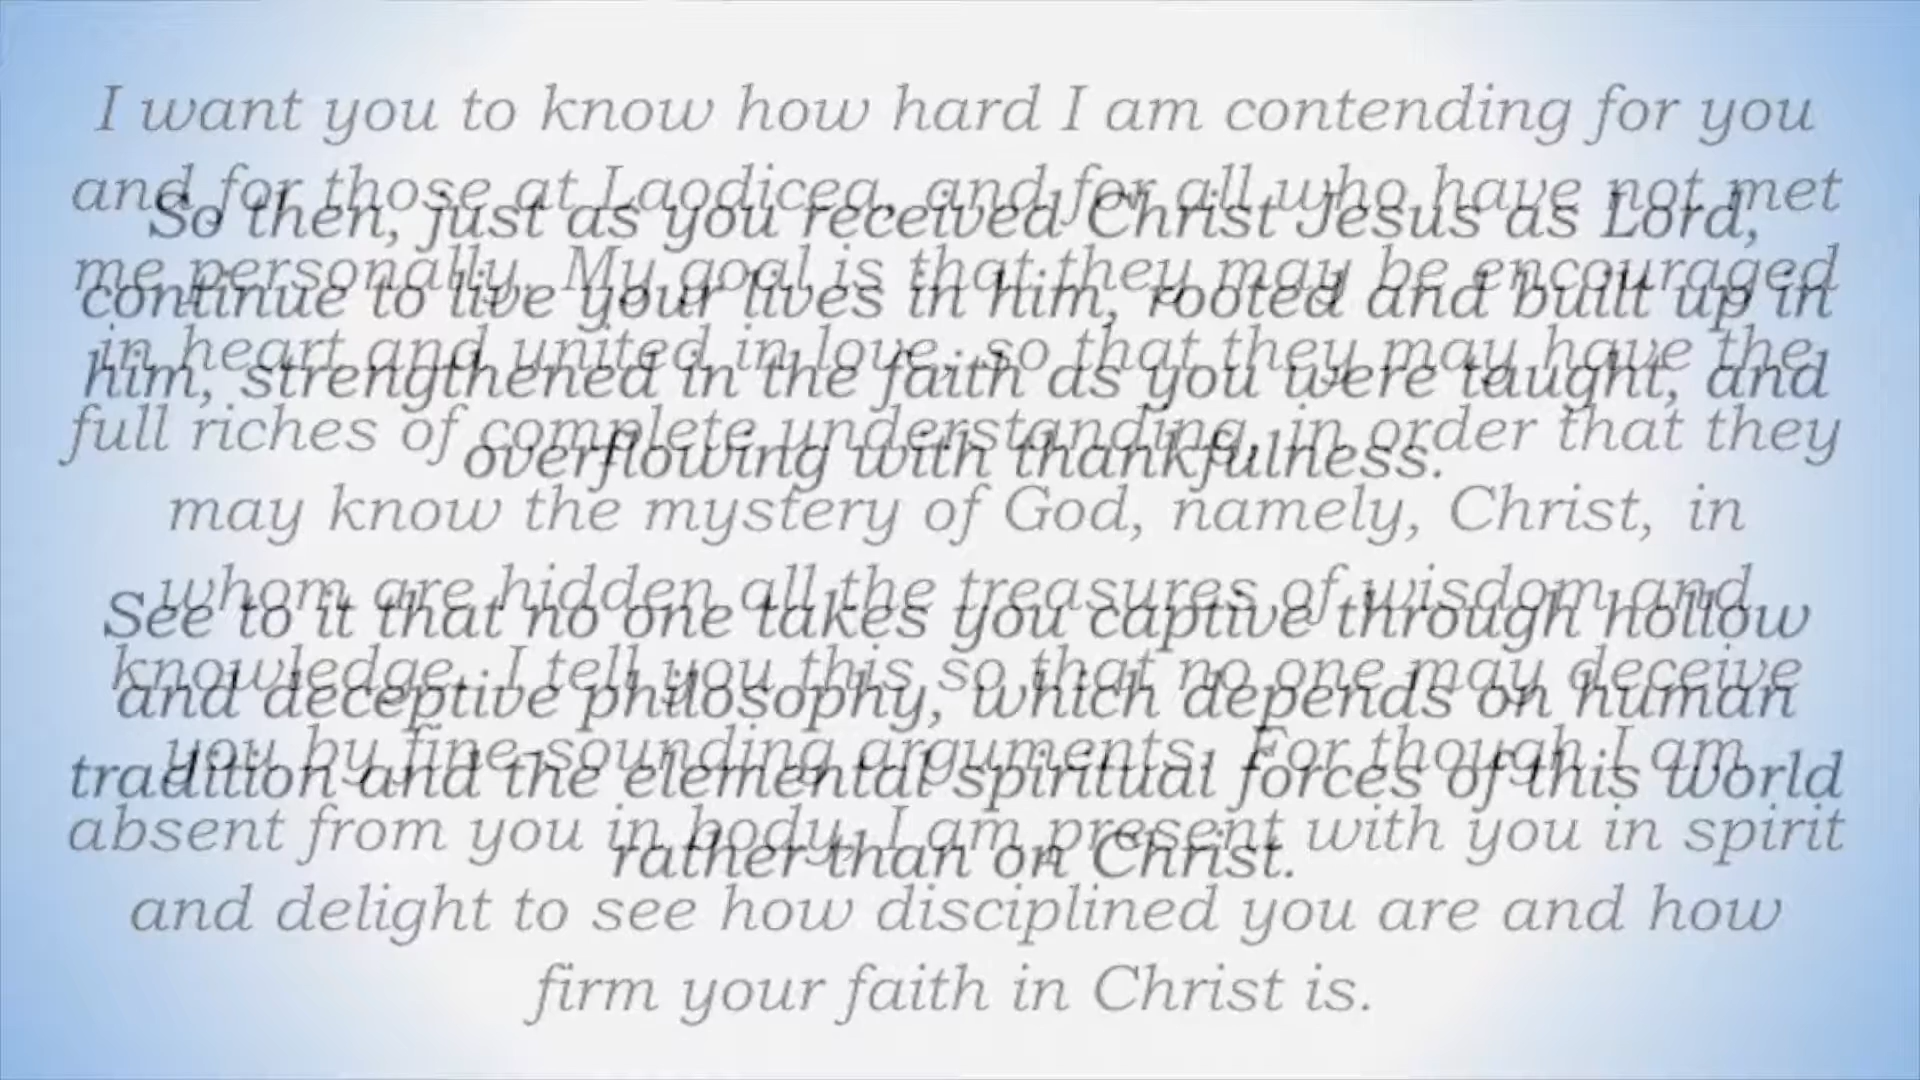 I want you to know how hard I am contending for you
and for those at Laodicea, and for all who have not met
me personally. My goal is that they may be encouraged
in heart and united in love, so that they may have the
full riches of complete understanding, in order that they
may know the mystery of God, namely, Christ, in
whom are hidden all the treasures of wisdom and
knowledge. I tell you this so that no one may deceive
you by fine-sounding arguments. For though I am
absent from you in body, I am present with you in spirit
and delight to see how disciplined you are and how
firm your faith in Christ is.
So then, just as you received Christ Jesus as Lord,
continue to live your lives in him, rooted and built up in
him, strengthened in the faith as you were taught, and
overflowing with thankfulness.
See to it that no one takes you captive through hollow
and deceptive philosophy, which depends on human
tradition and the elemental spiritual forces of this world
rather than on Christ.